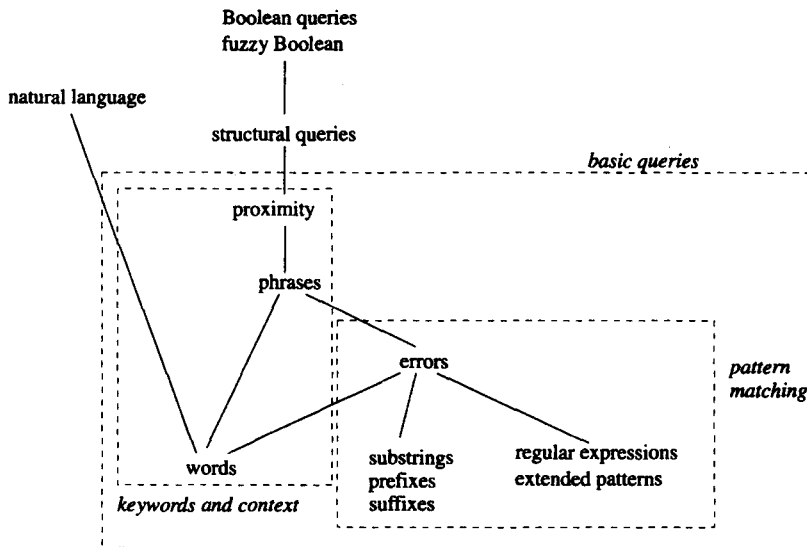 Boolean queries
fuzzy Boolean
natural language
structural queries
basic queries
proximity
phrases
errors
pattern
matching
words
substrings
prefixes
suffixes
regular expressions
extended patterns
keywords and context